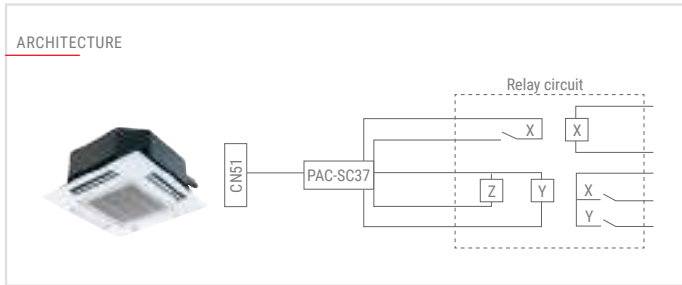 ARCHITECTURE
Relay circuit
CN51
PAC-SC37
X
X
Z
Y
X
Y